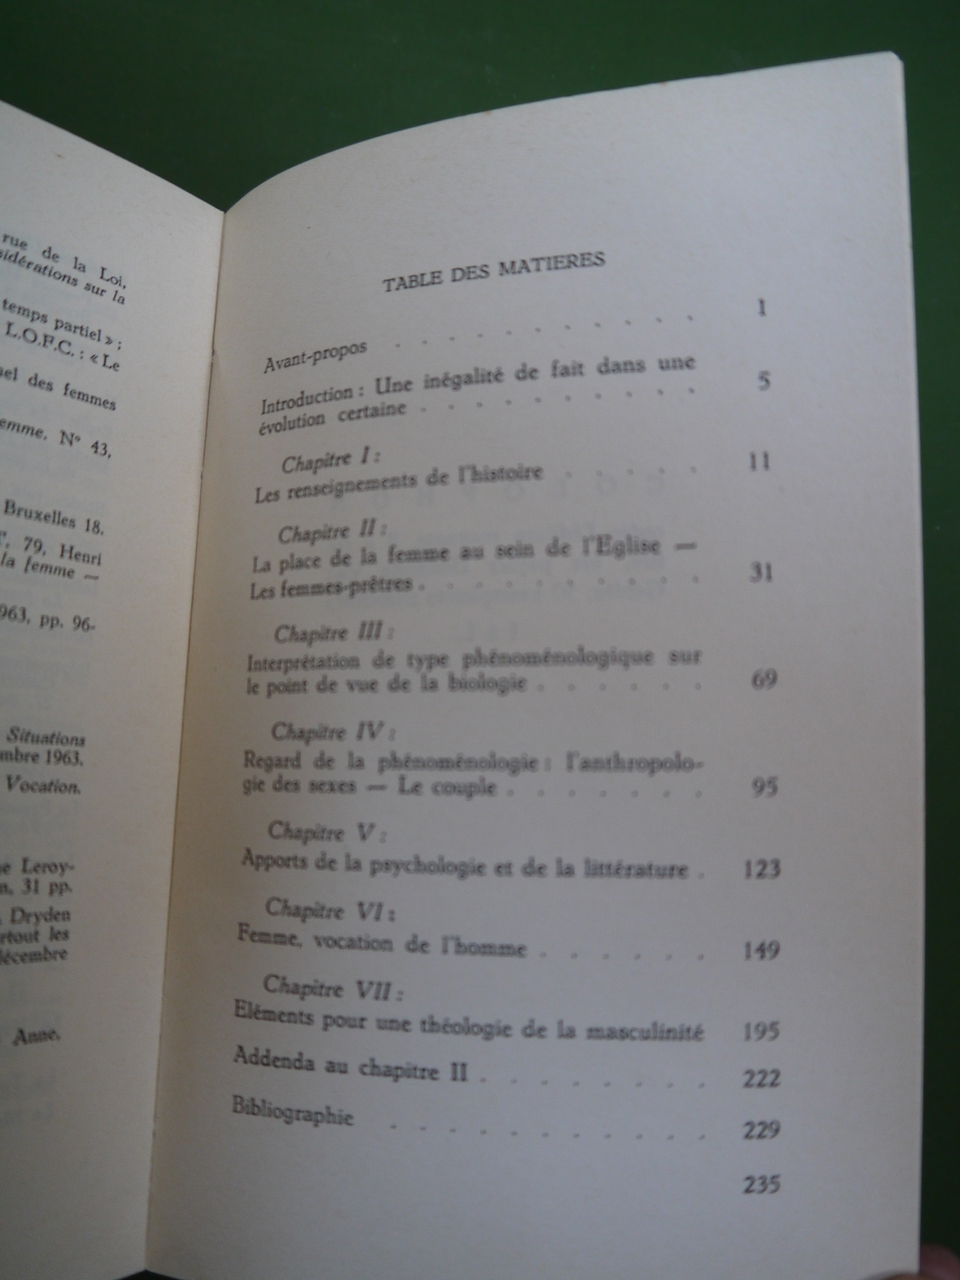 rue de la Loi,
sidérations sur la
temps partiel » ;
L.O.F.C. : « Le
des femmes
N° 43,
Bruxelles 18.
79, Henri
la femme —
963, pp. 96-
Situations
mbre 1963.
Vocation.
Leroy-
31 pp.
Dryden
rtout les
décembre
Anne.
TABLE DES MATIERES
Avant-propos . . . . . . . . . . . 1
Introduction : Une inégalité de fait dans une
évolution certaine . . . . . . . . . . 5
Chapitre I :
Les renseignements de l'histoire . . . . . 11
Chapitre II :
La place de la femme au sein de l'Eglise —
Les femmes-prêtres . . . . . . . . . . 31
Chapitre III :
Interprétation de type phénoménologique sur
le point de vue de la biologie . . . . . . 69
Chapitre IV :
Regard de la phénoménologie : l'anthropolo-
gie des sexes — Le couple . . . . . . . 95
Chapitre V :
Apports de la psychologie et de la littérature . 123
Chapitre VI :
Femme, vocation de l'homme . . . . . . 149
Chapitre VII :
Eléments pour une théologie de la masculinité 195
Addenda au chapitre II . . . . . . . . 222
Bibliographie . . . . . . . . . . . 229
235